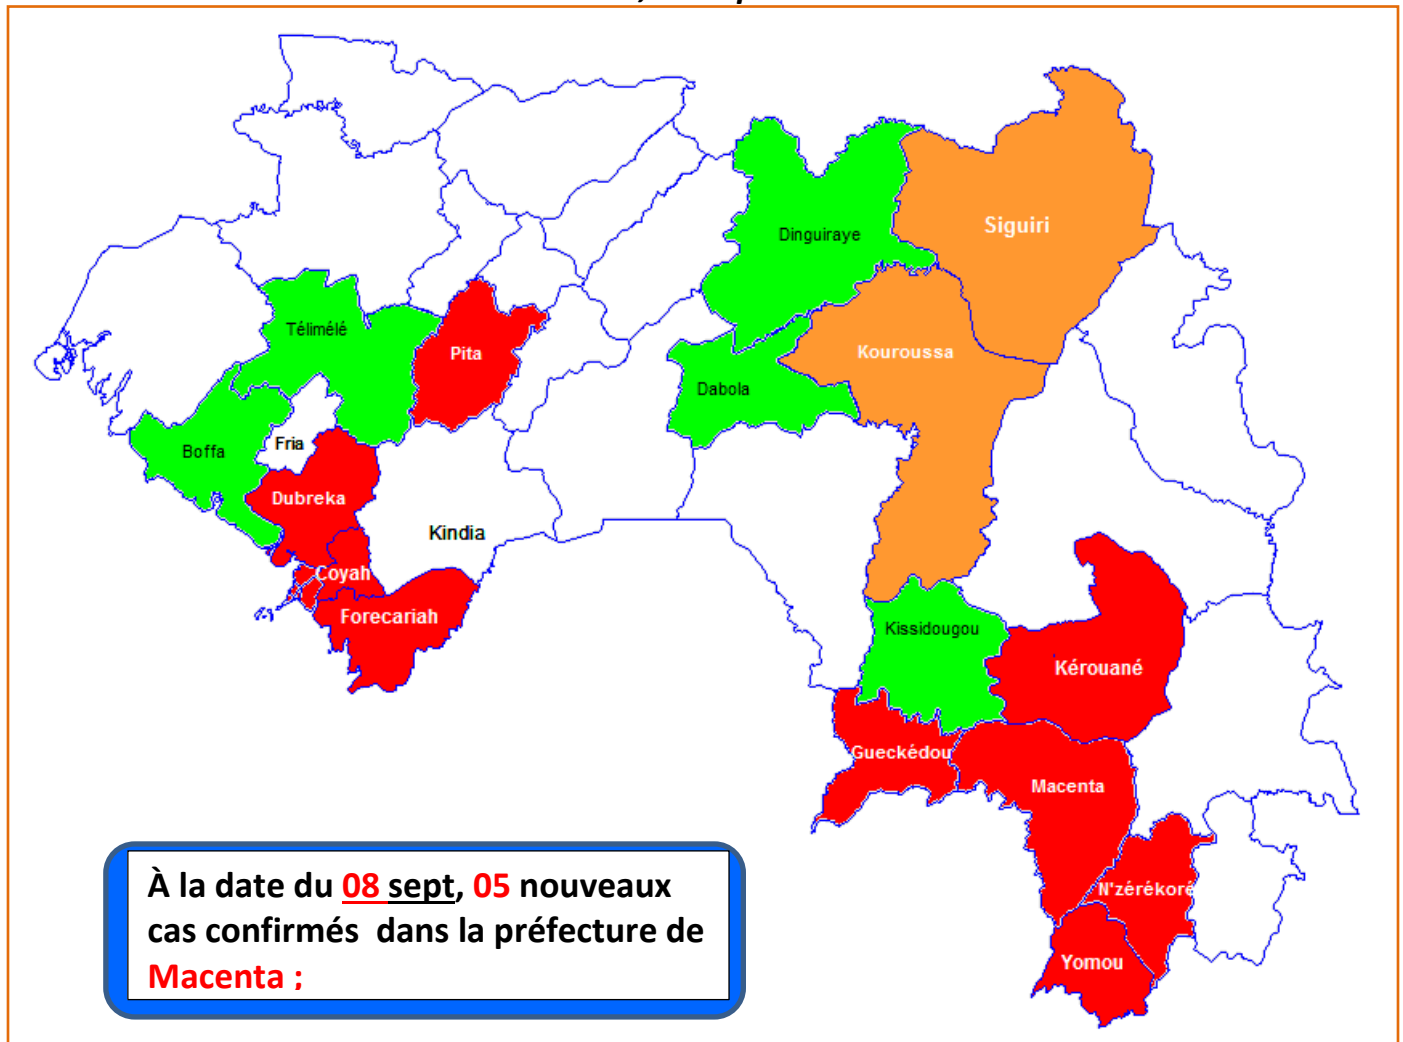 Siguiri
Dinguiraye
Télimélé
Pita
Kouroussa
Dabola
Fria
Boffa
Dubreka
Kindia
Coyah
Forecariah
Kissidougou
Kérouané
Gueckédou
Macenta
N'zérékoré
Yomou
À la date du 08 sept, 05 nouveaux
cas confirmés dans la préfecture de
Macenta ;